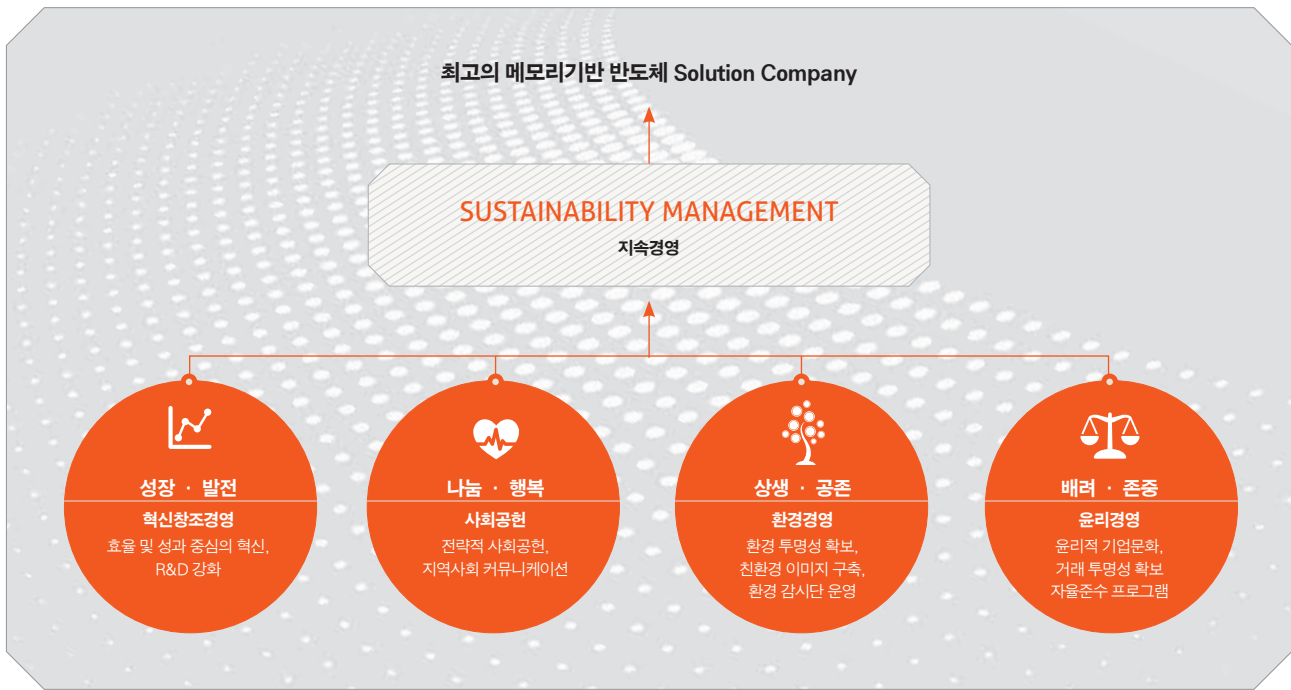 최고의 메모리기반 반도체 Solution Company
SUSTAINABILITY MANAGEMENT
지속경영
성장 · 발전
혁신창조경영
효율 및 성과 중심의 혁신,
R&D 강화
나눔 · 행복
사회공헌
전략적 사회공헌,
지역사회 커뮤니케이션
상생 · 공존
환경경영
환경 투명성 확보,
친환경 이미지 구축,
환경 감시단 운영
배려 · 존중
윤리경영
윤리적 기업문화,
거래 투명성 확보
자율준수 프로그램